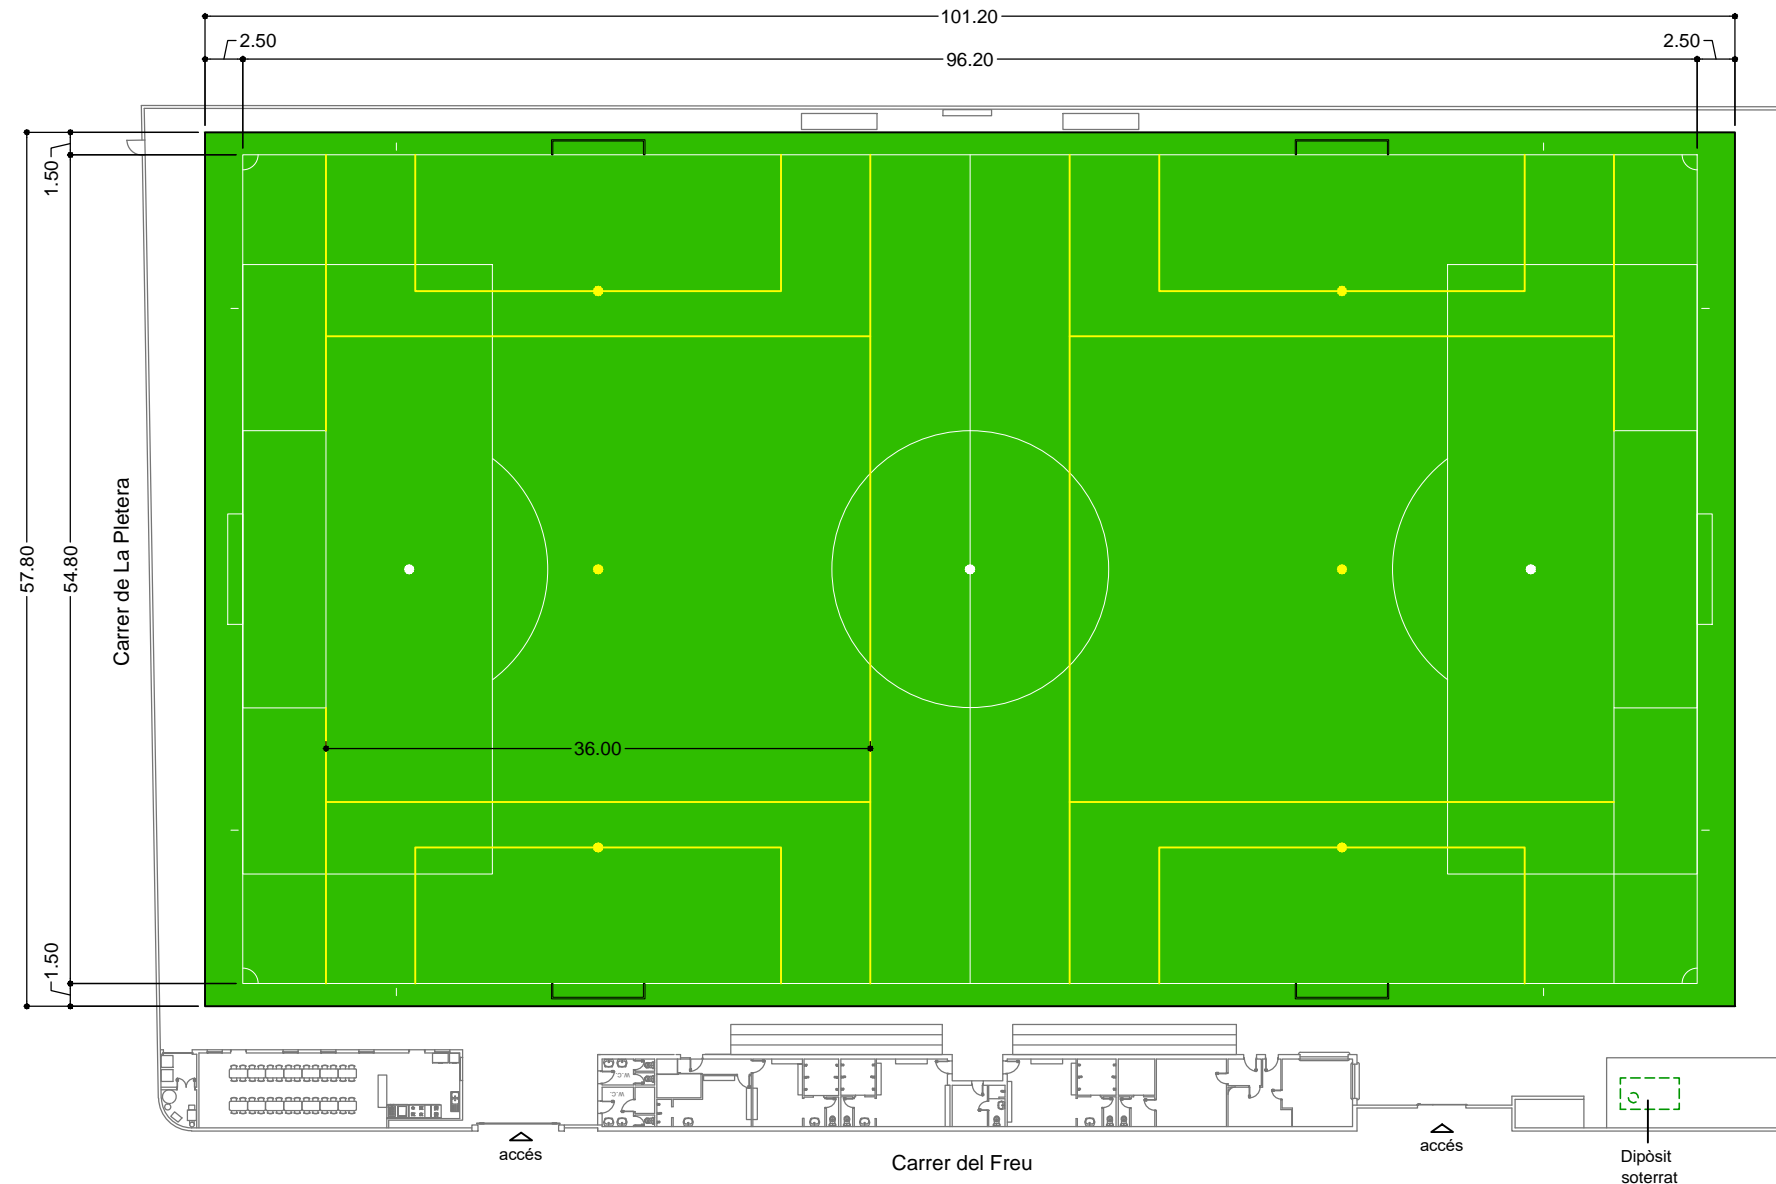 101.20
2.50
2.50
96.20
1.50
57.80
54.80
Carrer de La Pletera
36.00
1.50
W.C.
W.C.
accés
accés
Carrer del Freu
Dipòsit
soterrat